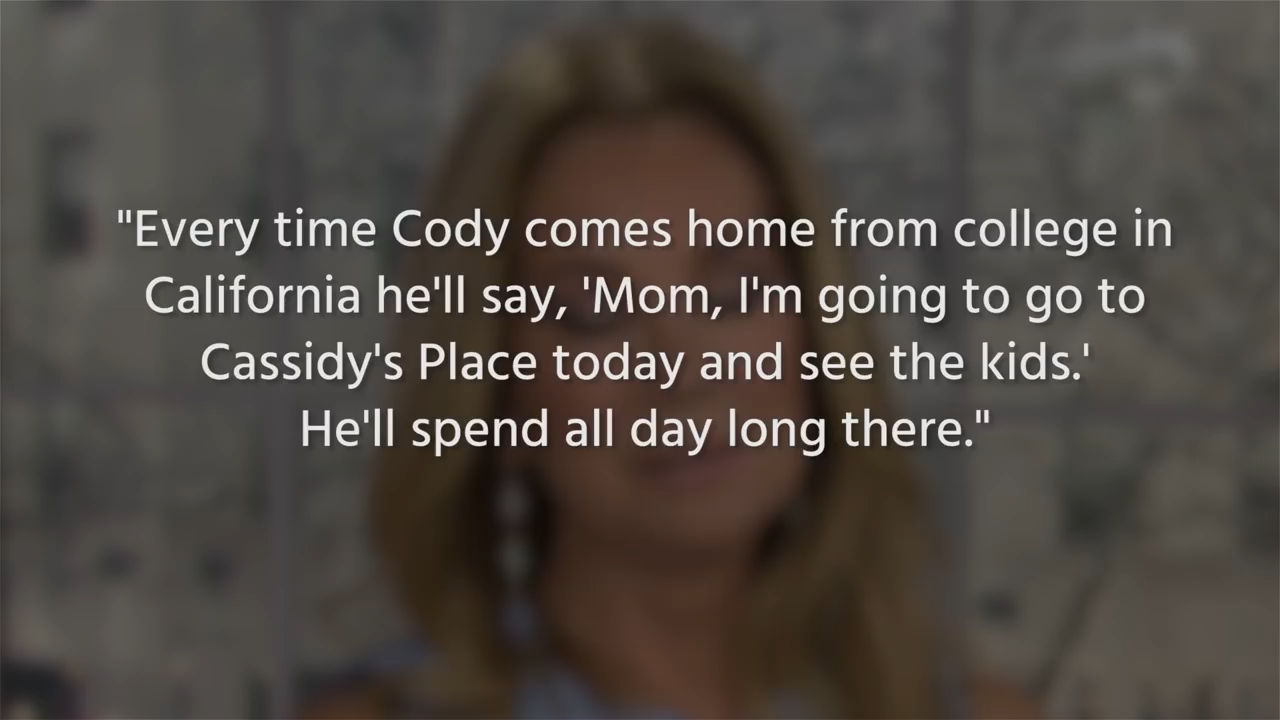 "Every time Cody comes home from college in
California he'll say, 'Mom, I'm going to go to
Cassidy's Place today and see the kids.'
He'll spend all day long there."